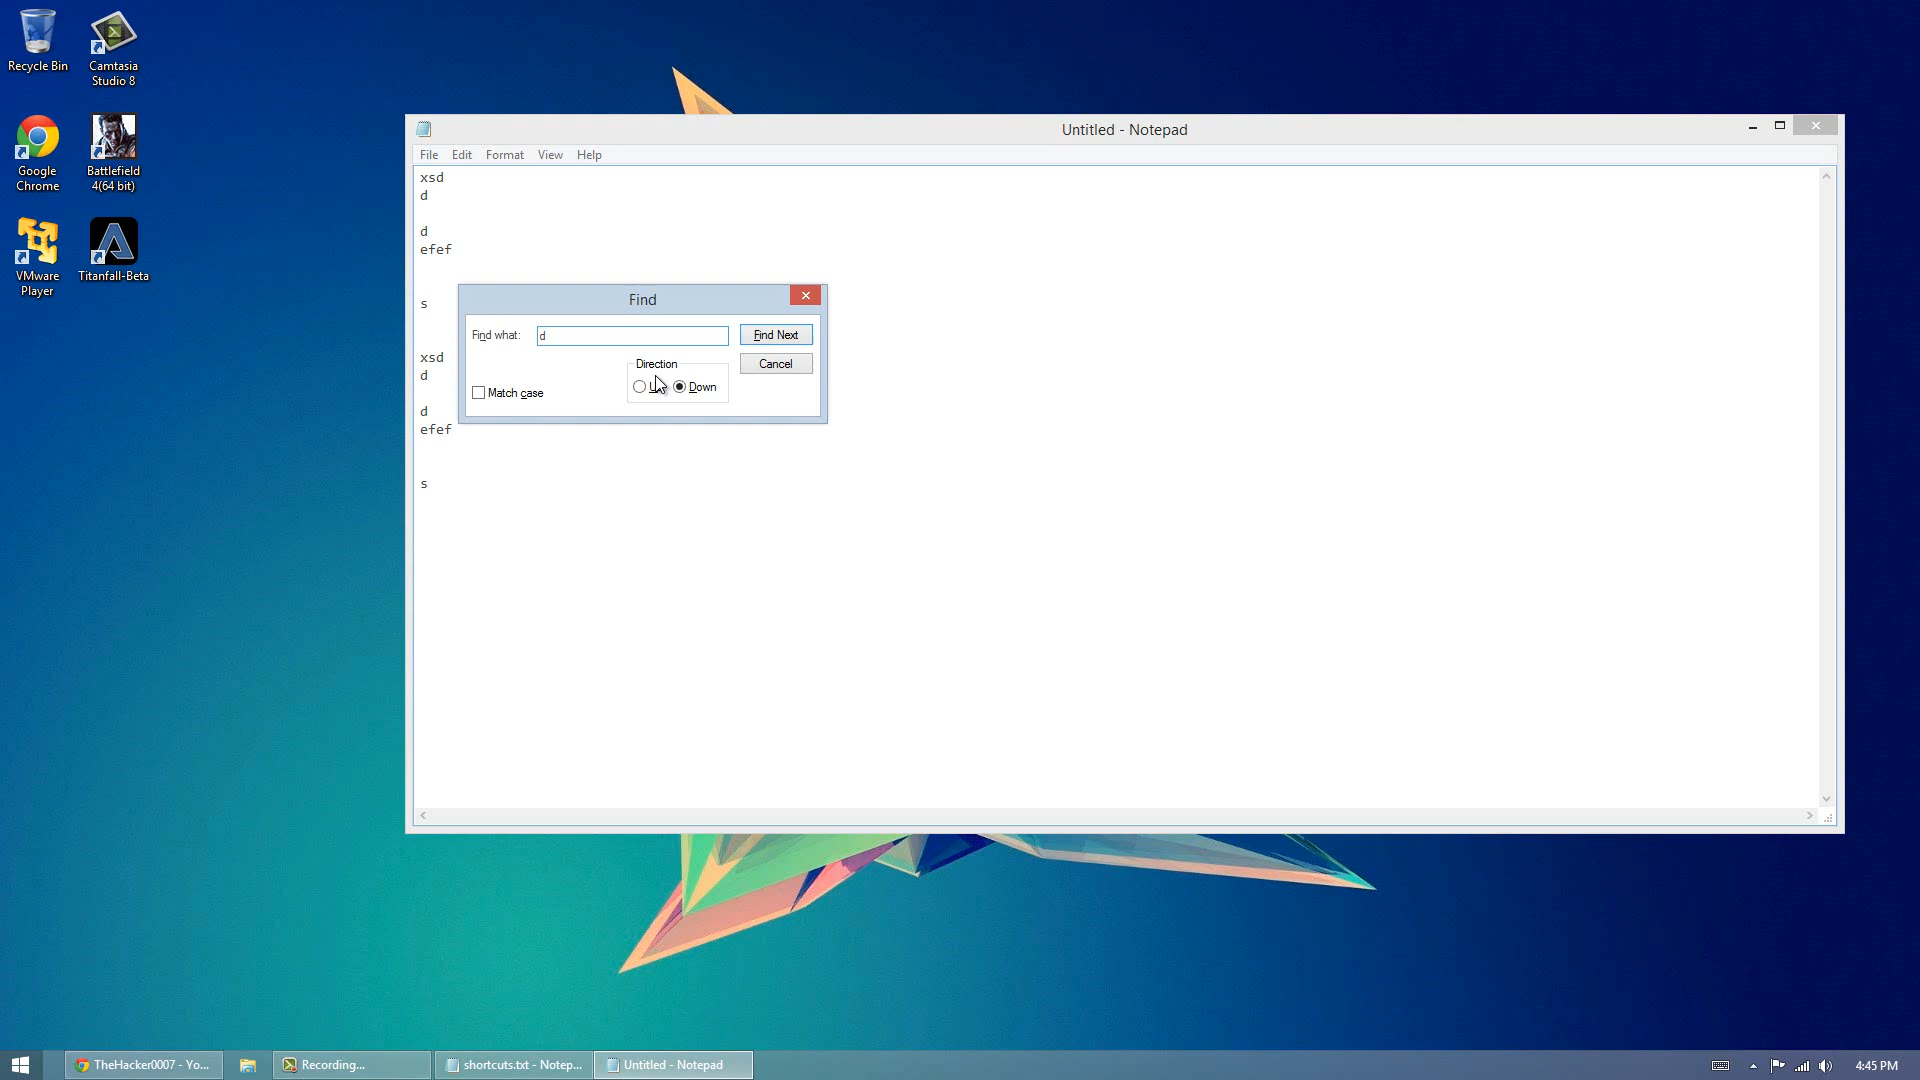 Recycle Bin
Camtasia
Studio 8
Google
Chrome
Battlefield
4(64 bit)
VMware
Player
Titanfall-Beta
Untitled - Notepad
File Edit Format View Help
xsd
d
d
efef
s
xsd
d
d
efef
s
Find
Find what: d
Find Next
Direction
Cancel
Down
Match case
TheHacker0007 - Yo...
Recording...
shortcuts.txt - Notep...
Untitled - Notepad
4:45 PM